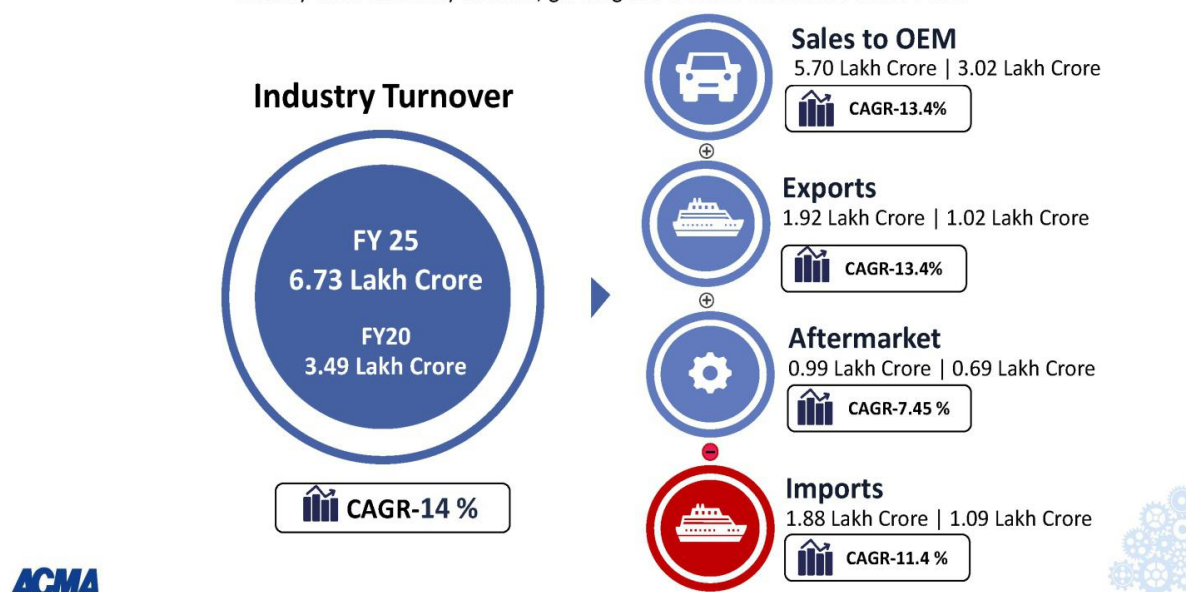 Industry Turnover
FY 25
6.73 Lakh Crore
FY20
3.49 Lakh Crore
CAGR-14 %
Sales to OEM
5.70 Lakh Crore | 3.02 Lakh Crore
CAGR-13.4%
Exports
1.92 Lakh Crore | 1.02 Lakh Crore
CAGR-13.4%
Aftermarket
0.99 Lakh Crore | 0.69 Lakh Crore
CAGR-7.45 %
Imports
1.88 Lakh Crore | 1.09 Lakh Crore
CAGR-11.4 %
ACMA